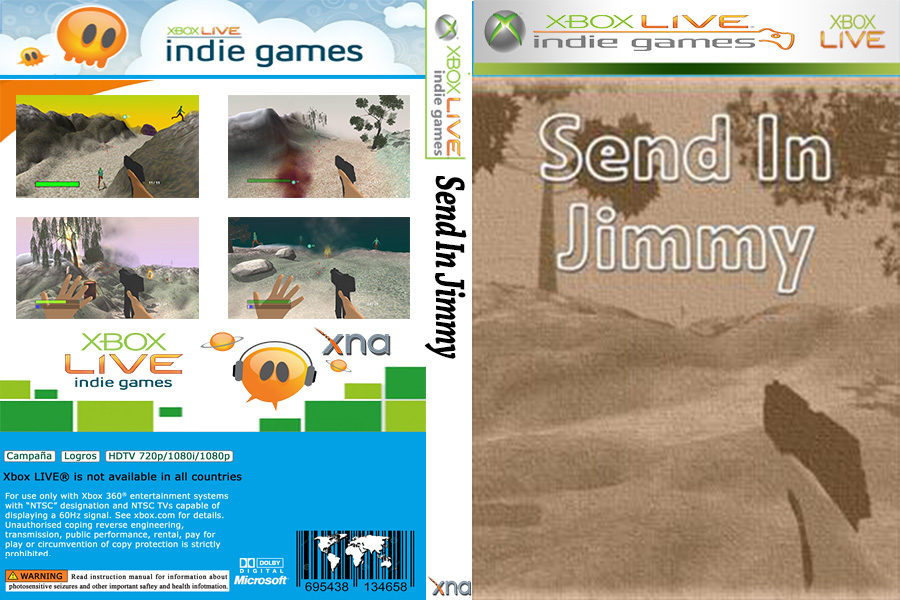 XBOX LIVE
indie games
XBOX LIVE
indie games
Campaña Logros HDTV 720p/1080i/1080p
Xbox LIVE® is not available in all countries
For use only with Xbox 360® entertainment systems
with "NTSC" designation and NTSC TVs capable of
displaying a 60Hz signal. See xbox.com for details.
Unauthorised coping reverse engineering,
transmission, public performance, rental, pay for
play or circumvention of copy protection is strictly
prohibited.
WARNING Read instruction manual for information about
photosensitive seizures and other important saftey and health infotmation.
DOLBY
DIGITAL
Microsoft
695438 134658
xna
XBOX LIVE
indie games
Send In Jimmy
xna
XBOX LIVE
indie games
XBOX
LIVE
Send In
Jimmy